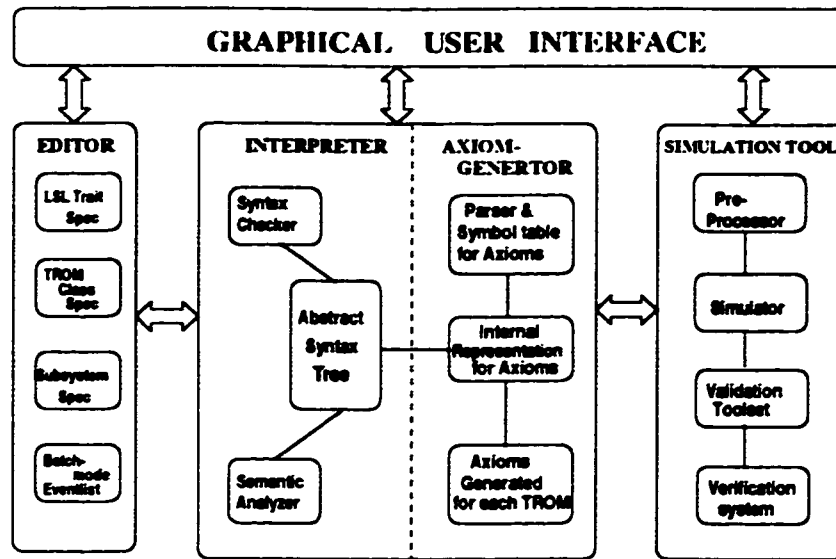 GRAPHICAL USER INTERFACE
EDITOR
LSL Trait
Spec
TROM
Class
Spec
Subsystem
Spec
Batch-
mode
Eventlist
INTERPRETER
Syntax
Checker
Abstract
Syntax
Tree
Semantic
Analyzer
AXIOM-
GENERTOR
Parser &
Symbol table
for Axioms
Internal
Representation
for Axioms
Axioms
Generated
for each TROM
SIMULATION TOOL
Pre-
Processor
Simulator
Validation
Toolset
Verification
system